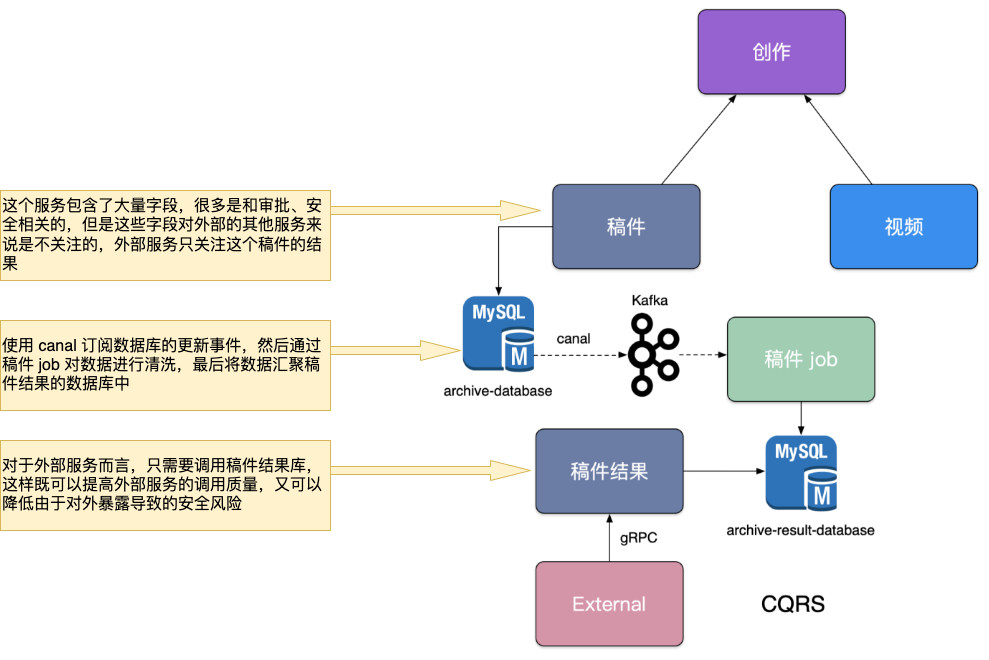 创作
这个服务包含了大量字段，很多是和审批、安
全相关的，但是这些字段对外部的其他服务来
说是不关注的，外部服务只关注这个稿件的结
果
稿件
视频
使用 canal 订阅数据库的更新事件，然后通过
稿件 job 对数据进行清洗，最后将数据汇聚稿
件结果的数据库中
MySQL
M
archive-database
canal
Kafka
稿件 job
对于外部服务而言，只需要调用稿件结果库，
这样既可以提高外部服务的调用质量，又可以
降低由于对外暴露导致的安全风险
稿件结果
MySQL
M
archive-result-database
gRPC
External
CQRS